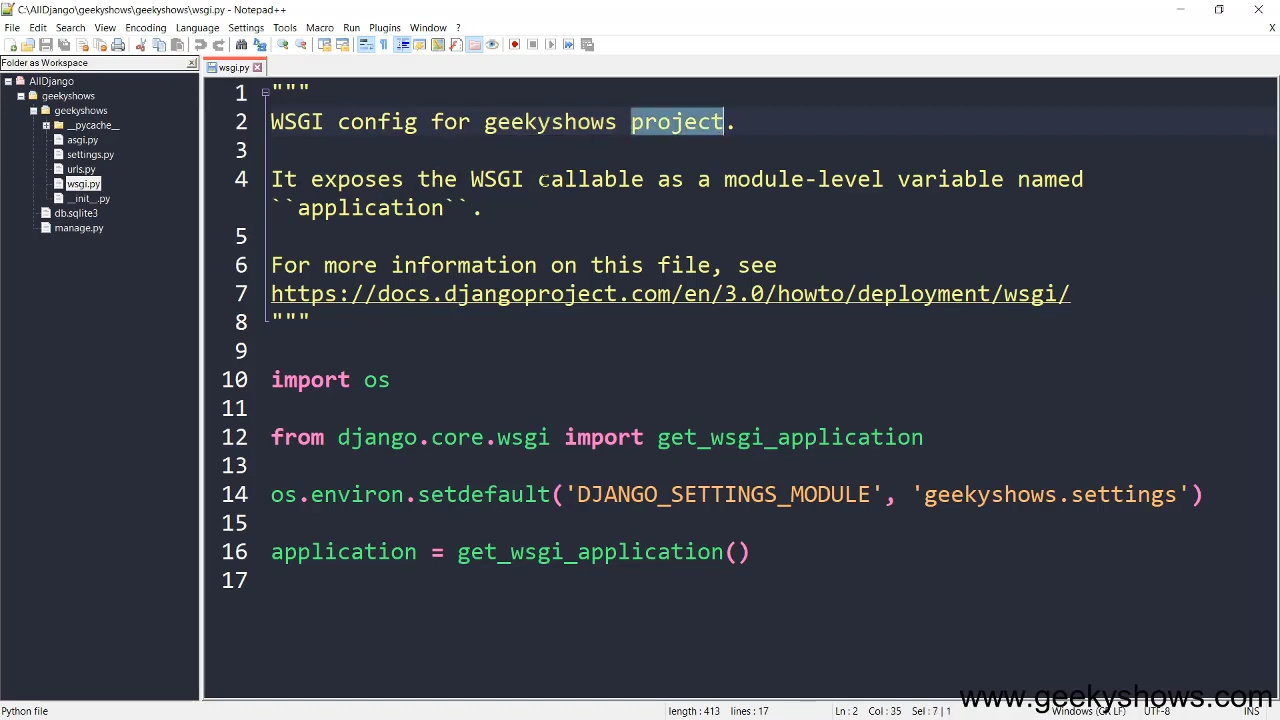 C:\AllDjango\geekyshows\geekyshows\wsgi.py - Notepad++
File Edit Search View Encoding Language Settings Tools Macro Run Plugins Window ? X
Folder as Workspace
AllDjango
geekyshows
geekyshows
__pycache__
asgi.py
settings.py
urls.py
wsgi.py
__init__.py
db.sqlite3
manage.py
wsgi.py
1 """
2 WSGI config for geekyshows project.
3
4 It exposes the WSGI callable as a module-level variable named
``application``.
5
6 For more information on this file, see
7 https://docs.djangoproject.com/en/3.0/howto/deployment/wsgi/
8 """
9
10 import os
11
12 from django.core.wsgi import get_wsgi_application
13
14 os.environ.setdefault('DJANGO_SETTINGS_MODULE', 'geekyshows.settings')
15
16 application = get_wsgi_application()
17
www.geekyshows.com
Python file length : 413 lines : 17 Ln : 2 Col : 35 Sel : 7 | 1 Windows (CR LF) UTF-8 INS